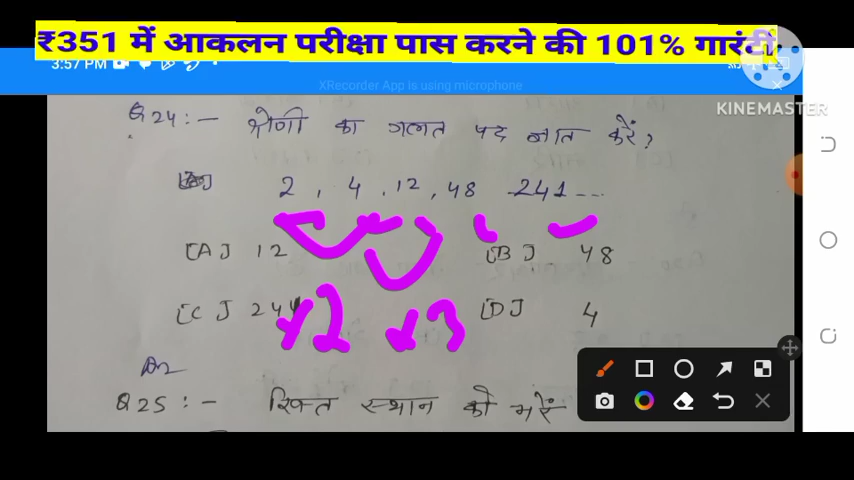 ₹351 में आकलन परीक्षा पास करने की 101% गारंटी
3:57 PM
XRecorder App is using microphone
KINEMASTER
Q24:- श्रेणी का गलत पद ज्ञात करें?
2, 4, 12, 48 241...
[A] 12 [B] 48
[C] 241 [D] 4
×2 ×3
Q25:- रिक्त स्थान को भरें